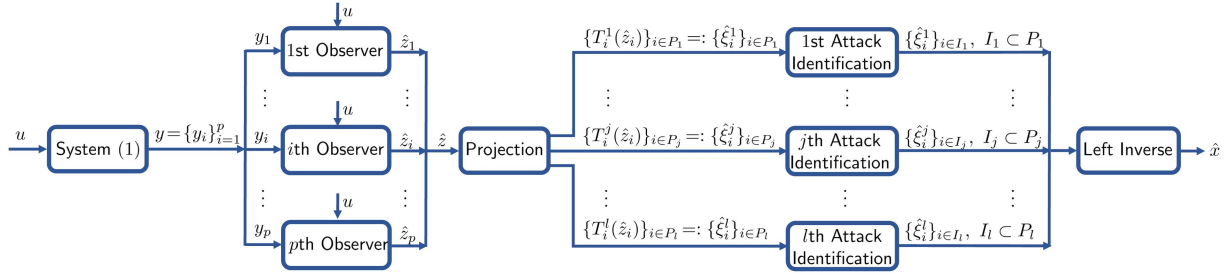 u
System (1)
y = {y_i}_{i=1}^p
y_1
u
1st Observer
ẑ_1
⋮
⋮
y_i
u
ith Observer
ẑ_i
⋮
⋮
y_p
u
pth Observer
ẑ_p
ẑ
Projection
{T_i^1(ẑ_i)}_{i∈P_1} =: {ξ̂_i^1}_{i∈P_1}
1st Attack
Identification
{ξ̂_i^1}_{i∈I_1}, I_1 ⊂ P_1
⋮
⋮
⋮
{T_i^j(ẑ_i)}_{i∈P_j} =: {ξ̂_i^j}_{i∈P_j}
jth Attack
Identification
{ξ̂_i^j}_{i∈I_j}, I_j ⊂ P_j
⋮
⋮
⋮
{T_i^l(ẑ_i)}_{i∈P_l} =: {ξ̂_i^l}_{i∈P_l}
lth Attack
Identification
{ξ̂_i^l}_{i∈I_l}, I_l ⊂ P_l
Left Inverse
x̂